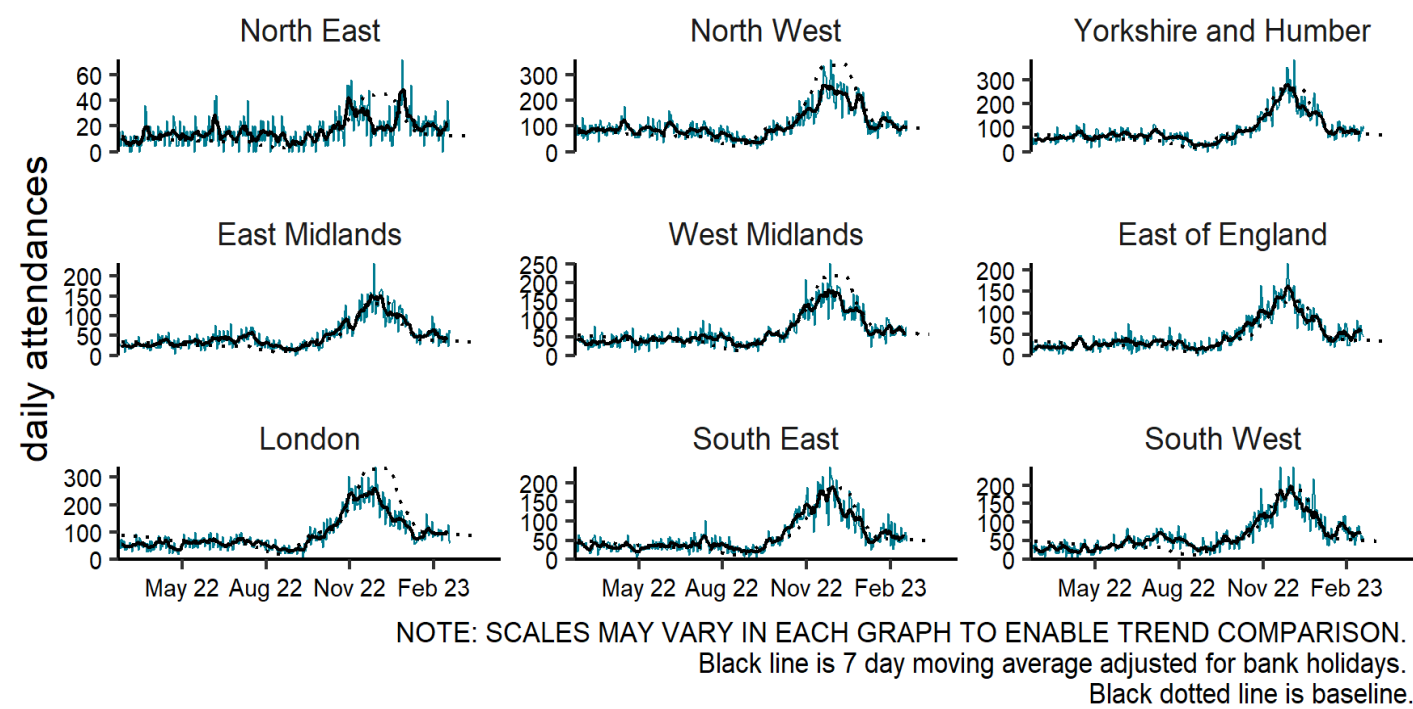 North East
North West
Yorkshire and Humber
60
40
20
0
300
200
100
0
300
200
100
0
daily attendances
East Midlands
West Midlands
East of England
200
150
100
50
0
250
200
150
100
50
0
200
150
100
50
0
London
South East
South West
300
200
100
0
200
150
100
50
0
200
150
100
50
0
May 22 Aug 22 Nov 22 Feb 23
May 22 Aug 22 Nov 22 Feb 23
May 22 Aug 22 Nov 22 Feb 23
NOTE: SCALES MAY VARY IN EACH GRAPH TO ENABLE TREND COMPARISON.
Black line is 7 day moving average adjusted for bank holidays.
Black dotted line is baseline.